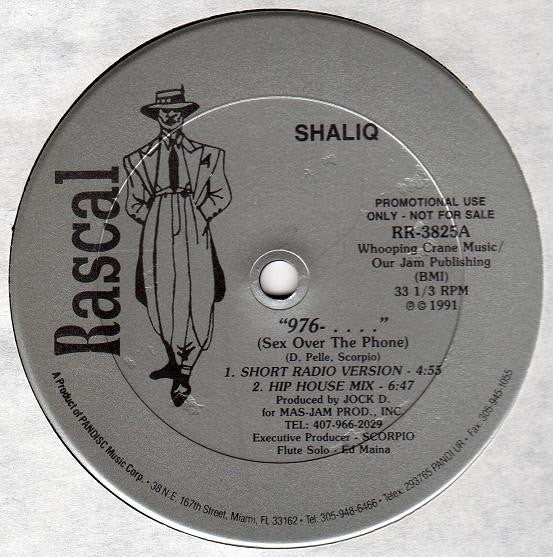 Rascal
SHALIQ
PROMOTIONAL USE
ONLY - NOT FOR SALE
RR-3825A
Whooping Crane Music/
Our Jam Publishing
(BMI)
33 1/3 RPM
℗ © 1991
"976- . . . ."
(Sex Over The Phone)
(D. Pelle, Scorpio)
1. SHORT RADIO VERSION - 4:55
2. HIP HOUSE MIX - 6:47
Produced by JOCK D.
for MAS-JAM PROD., INC.
TEL: 407-966-2029
Executive Producer - SCORPIO
Flute Solo - Ed Maina
A Product of PANDISC Music Corp. • 38 N.E. 167th Street, Miami, FL 33162 • Tel: 305-948-6466 • Telex: 293765 PANDI UR • Fax: 305-945-1055